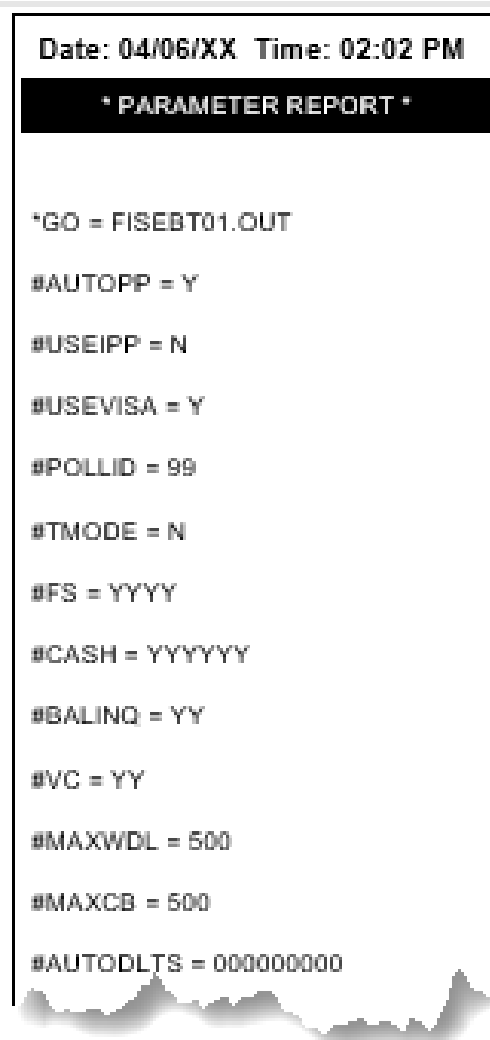 Date: 04/06/XX Time: 02:02 PM
* PARAMETER REPORT *
*GO = FISEBT01.OUT
#AUTOPP = Y
#USEIPP = N
#USEVISA = Y
#POLLID = 99
#TMODE = N
#FS = YYYY
#CASH = YYYYYY
#BALINQ = YY
#VC = YY
#MAXWDL = 500
#MAXCB = 500
#AUTODLTS = 000000000